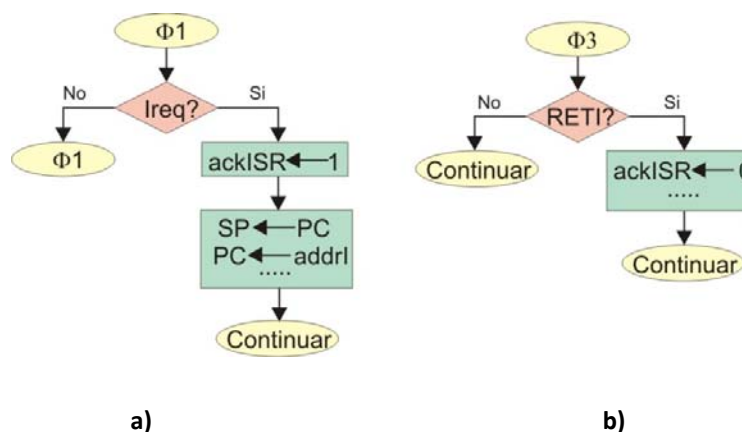 Φ1
No
Ireq?
Si
Φ1
ackISR 1
SP PC
PC addrI
.....
Continuar
a)
Φ3
No
RETI?
Si
Continuar
ackISR
.....
Continuar
b)